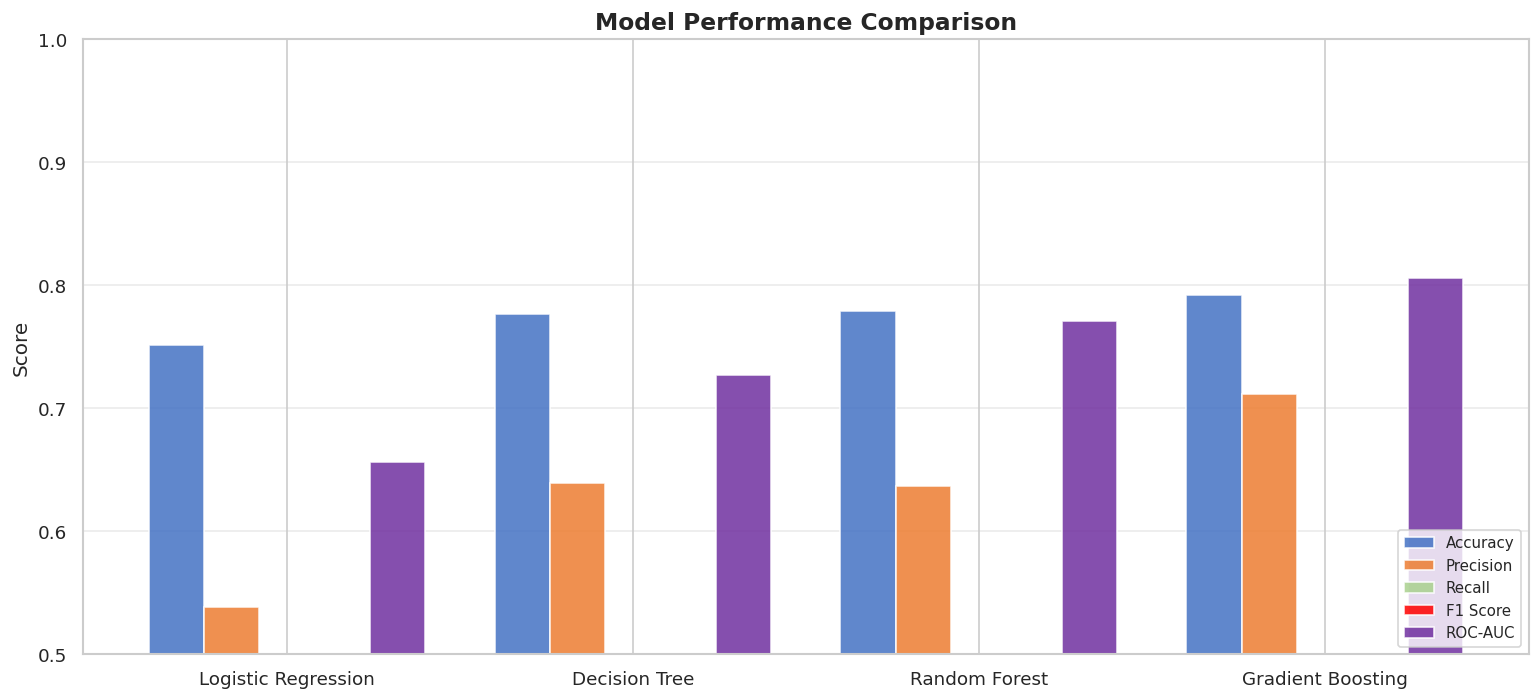 Model Performance Comparison
1.0
0.9
0.8
0.7
0.6
0.5
Score
Logistic Regression
Decision Tree
Random Forest
Gradient Boosting
Accuracy
Precision
Recall
F1 Score
ROC-AUC